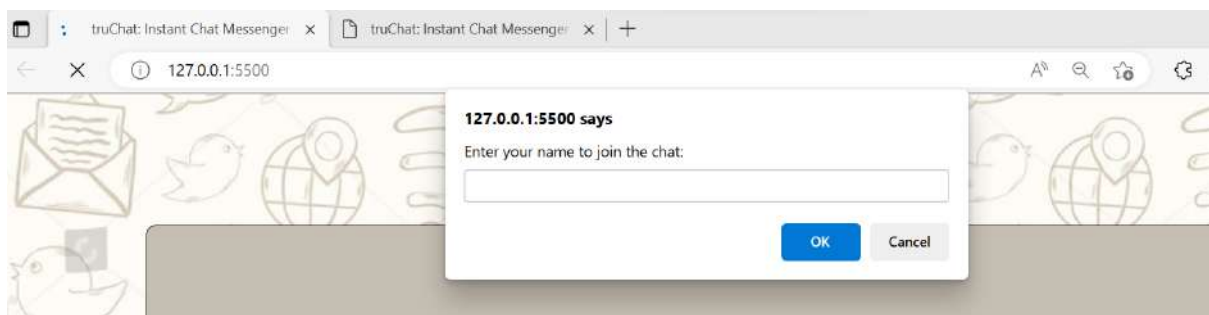 truChat: Instant Chat Messenger
truChat: Instant Chat Messenger
127.0.0.1:5500
127.0.0.1:5500 says
Enter your name to join the chat:
OK
Cancel